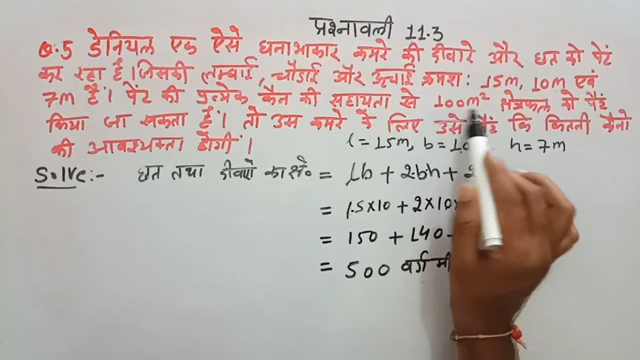 प्रश्नावली 11.3
Q.5 डेनियल एक ऐसे घनाभाकार कमरे की दीवारे और छत को पेंट
कर रहा है। जिसकी लम्बाई, चौडाई और ऊंचाई क्रमश: 15m, 10m एवं
7m हैं। पेंट की प्रत्येक कैन की सहायता से 100m² क्षेत्रफल को पेंट
किया जा सकता हैं। तो उस कमरे के लिए उसे कि कितनी कैनो
की आवश्यकता होगी।
l = 15m, b = 10 h = 7m
Solve:- छत तथा दीवारो का क्षे० = lb + 2bh + 2
= 15×10 + 2×10×
= 150 + 140
= 500 वर्ग मी